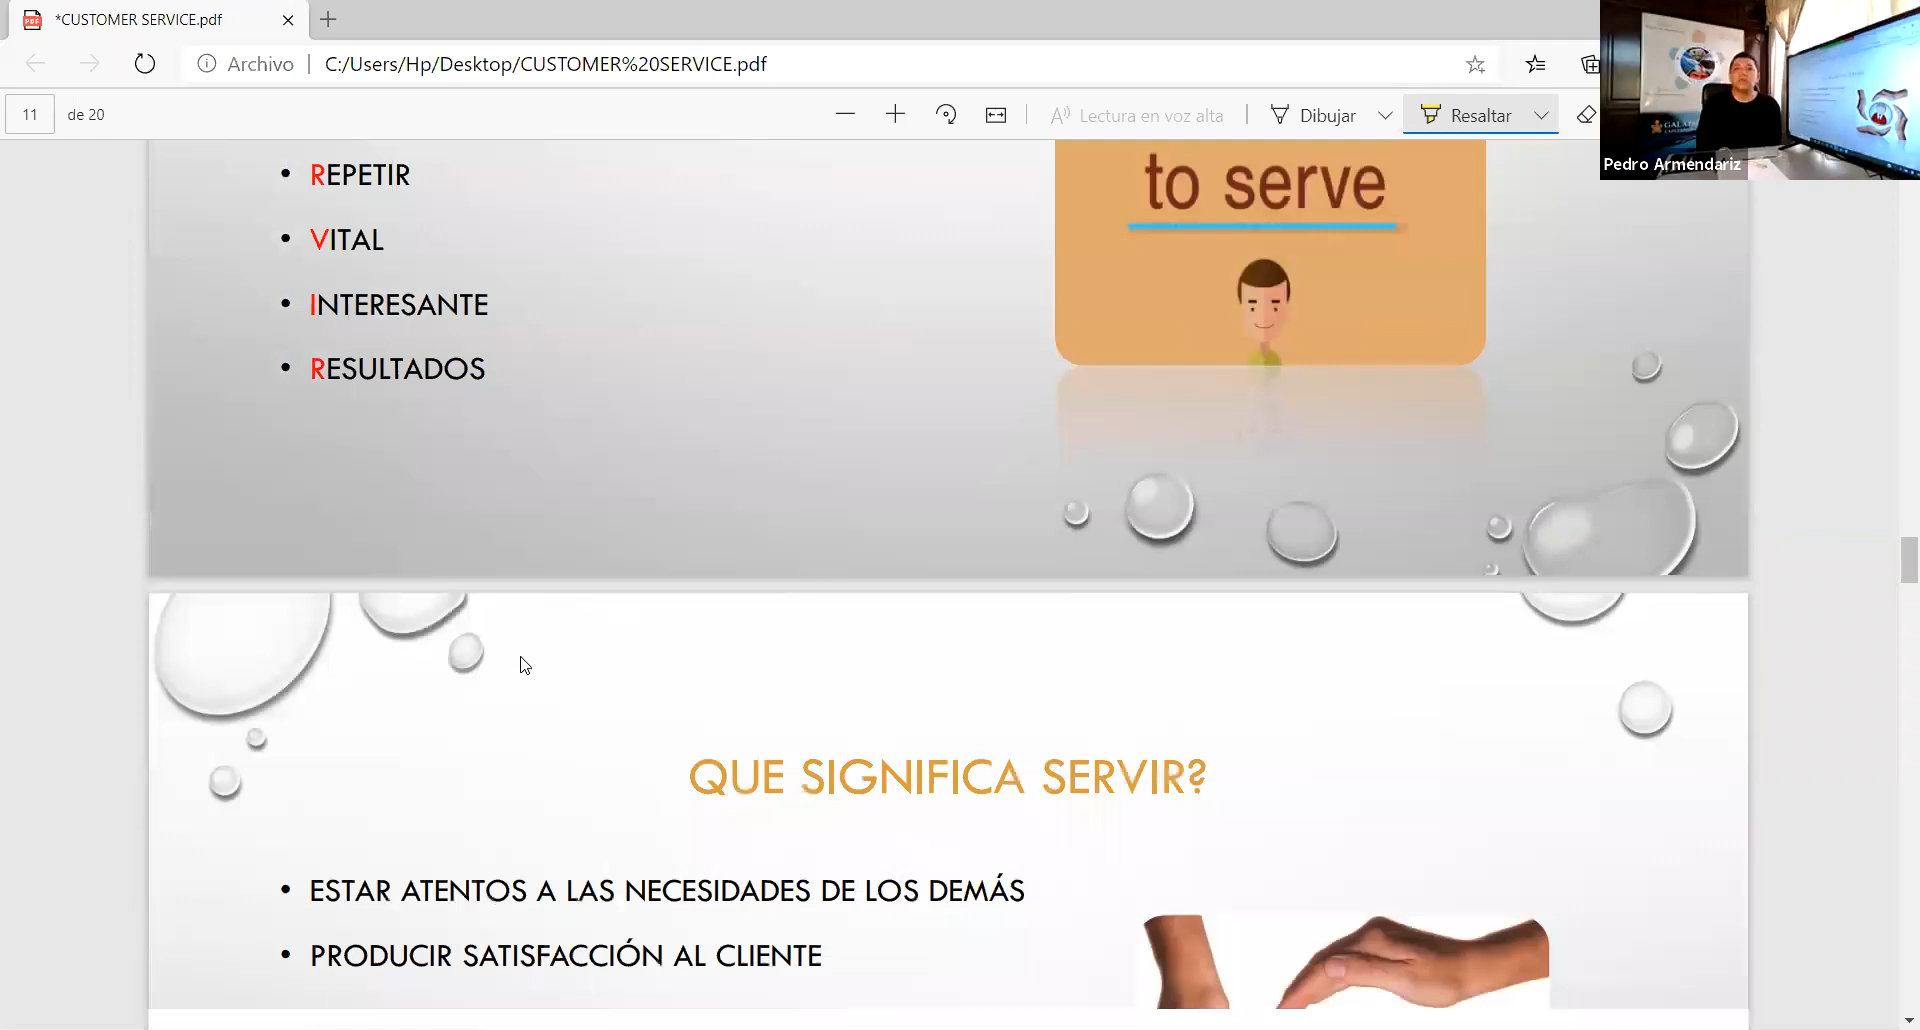 *CUSTOMER SERVICE.pdf
Archivo
C:/Users/Hp/Desktop/CUSTOMER%20SERVICE.pdf
11
de 20
Lectura en voz alta
Dibujar
Resaltar
Pedro Armendariz
• REPETIR
• VITAL
• INTERESANTE
• RESULTADOS
to serve
QUE SIGNIFICA SERVIR?
• ESTAR ATENTOS A LAS NECESIDADES DE LOS DEMÁS
• PRODUCIR SATISFACCIÓN AL CLIENTE